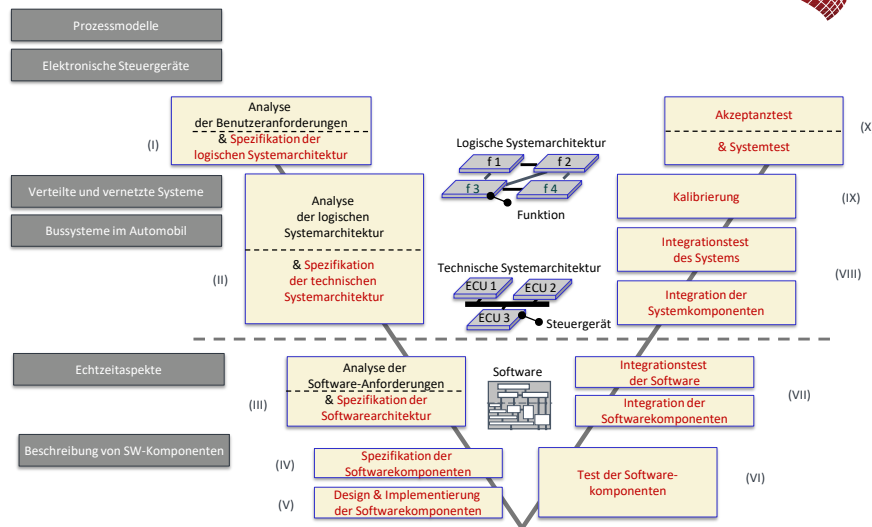 Prozessmodelle
Elektronische Steuergeräte
Analyse
der Benutzeranforderungen
& Spezifikation der
logischen Systemarchitektur
(I)
Logische Systemarchitektur
f 1
f 2
f 3
f 4
Funktion
Akzeptanztest
& Systemtest
(X
Verteilte und vernetzte Systeme
Bussysteme im Automobil
Analyse
der logischen
Systemarchitektur
& Spezifikation
der technischen
Systemarchitektur
(II)
Kalibrierung
(IX)
Integrationstest
des Systems
(VIII)
Integration der
Systemkomponenten
Technische Systemarchitektur
ECU 1
ECU 2
ECU 3
Steuergerät
Echtzeitaspekte
Analyse der
Software-Anforderungen
& Spezifikation der
Softwarearchitektur
(III)
Software
Integrationstest
der Software
(VII)
Integration der
Softwarekomponenten
Beschreibung von SW-Komponenten
(IV)
Spezifikation der
Softwarekomponenten
(V)
Design & Implementierung
der Softwarekomponenten
Test der Software-
komponenten
(VI)